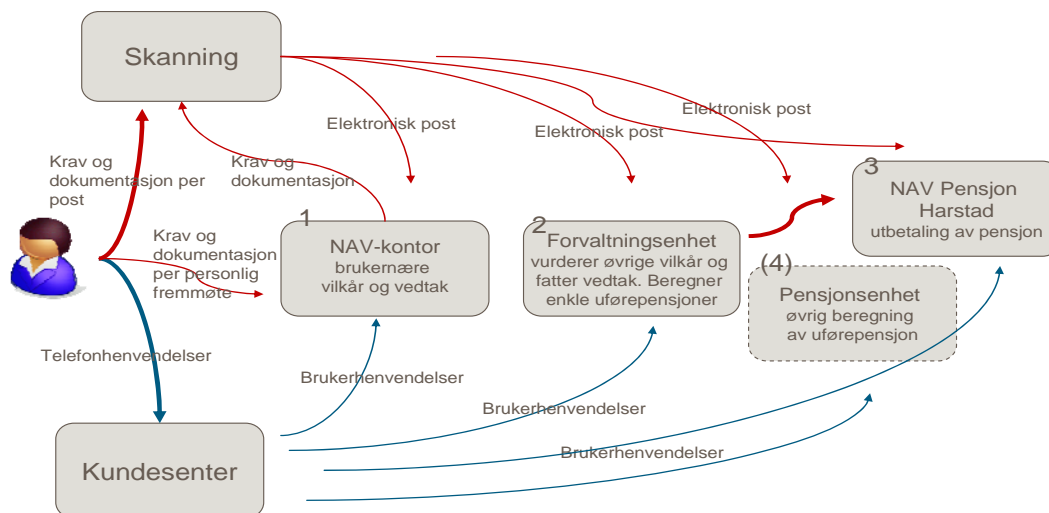 Skanning
Elektronisk post
Elektronisk post
Elektronisk post
Krav og
dokumentasjon per
post
Krav og
dokumentasjon
3
NAV Pensjon
Harstad
utbetaling av pensjon
1
NAV-kontor
brukernære
vilkår og vedtak
2
Forvaltningsenhet
vurderer øvrige vilkår og
fatter vedtak. Beregner
enkle uførepensjoner
Krav og
dokumentasjon
per personlig
fremmøte
(4)
Pensjonsenhet
øvrig beregning
av uførepensjon
Telefonhenvendelser
Brukerhenvendelser
Brukerhenvendelser
Brukerhenvendelser
Kundesenter